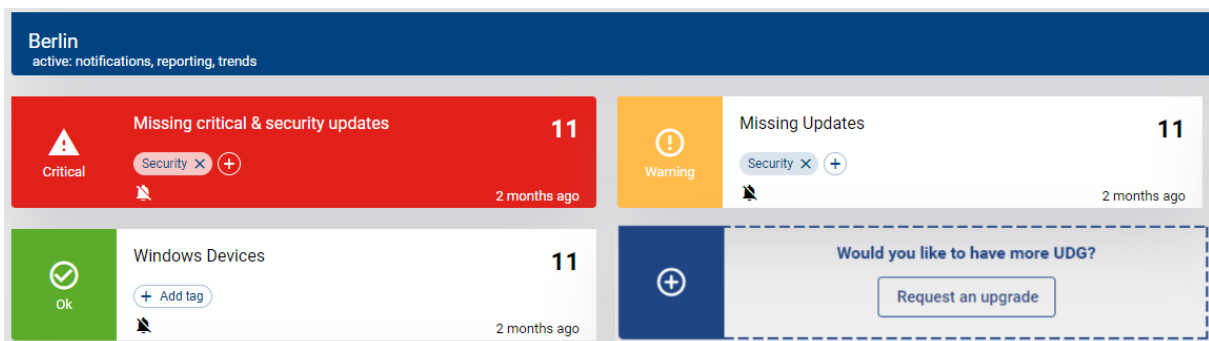 Berlin
active: notifications, reporting, trends
Missing critical & security updates
11
Critical
Security
2 months ago
Missing Updates
11
Warning
Security
2 months ago
Windows Devices
11
Ok
+ Add tag
2 months ago
Would you like to have more UDG?
Request an upgrade